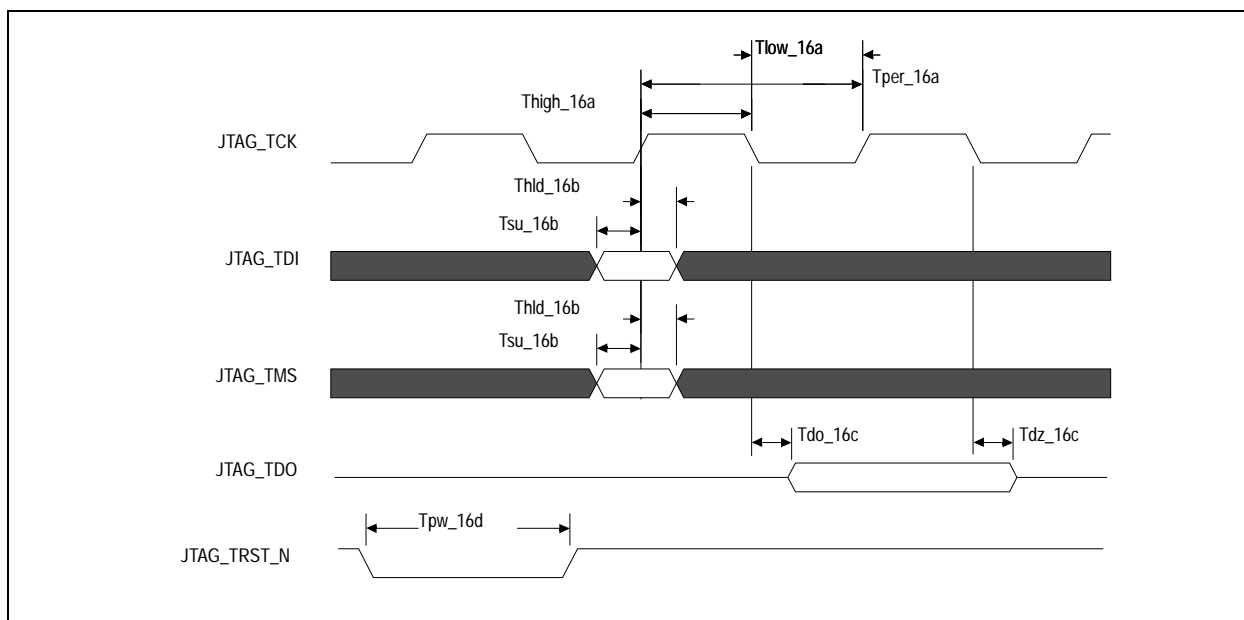 Tlow_16a
Tper_16a
Thigh_16a
JTAG_TCK
Thld_16b
Tsu_16b
JTAG_TDI
Thld_16b
Tsu_16b
JTAG_TMS
Tdo_16c
Tdz_16c
JTAG_TDO
Tpw_16d
JTAG_TRST_N